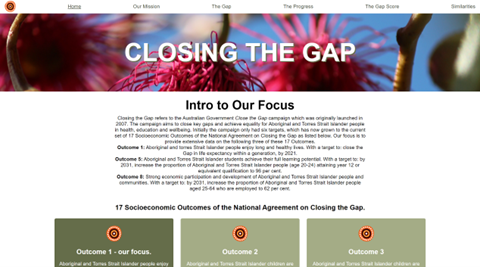 Home Our Mission The Gap The Progress The Gap Score Similarities
CLOSING THE GAP
Intro to Our Focus
Closing the Gap refers to the Australian Government Close the Gap campaign which was originally launched in
2007. The campaign aims to close key gaps and achieve equality for Aboriginal and Torres Strait Islander people
in health, education and wellbeing. Initially the campaign only had six targets, which has now grown to the current
set of 17 Socioeconomic Outcomes of the National Agreement on Closing the Gap as listed below. Our focus is to
provide extensive data on the following three of these 17 Outcomes.
Outcome 1: Aboriginal and Torres Strait Islander people enjoy long and healthy lives. With a target to: close the
Gap in life expectancy within a generation, by 2021.
Outcome 5: Aboriginal and Torres Strait Islander students achieve their full learning potential. With a target to: by
2031, increase the proportion of Aboriginal and Torres Strait Islander people (age 20-24) attaining year 12 or
equivalent qualification to 96 per cent.
Outcome 8: Strong economic participation and development of Aboriginal and Torres Strait Islander people and
communities. With a target to: by 2031, increase the proportion of Aboriginal and Torres Strait Islander people
aged 25-64 who are employed to 62 per cent.
17 Socioeconomic Outcomes of the National Agreement on Closing the Gap.
Outcome 1 - our focus. Outcome 2 Outcome 3
Aboriginal and Torres Strait Islander people enjoy Aboriginal and Torres Strait Islander children are Aboriginal and Torres Strait Islander children are